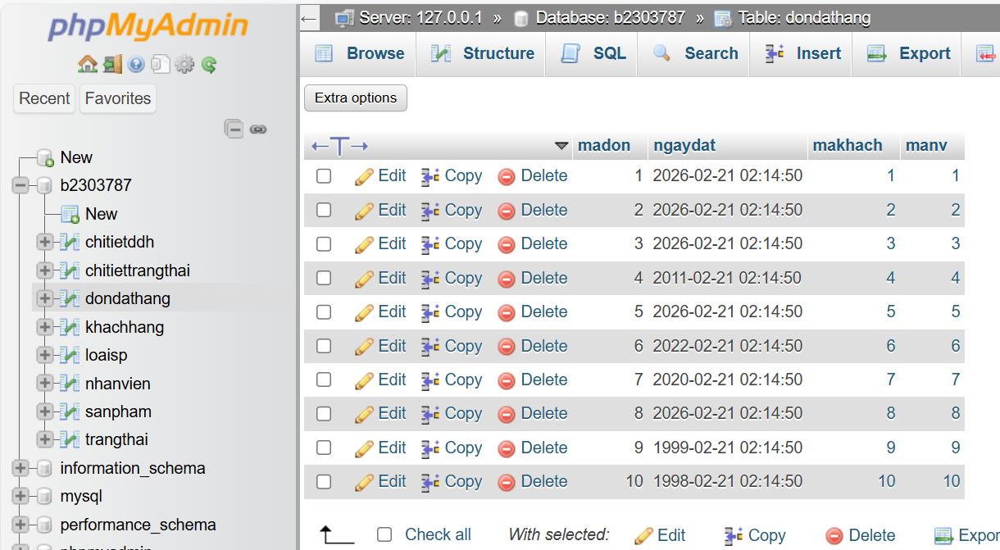 phpMyAdmin
Recent Favorites
New
b2303787
New
chitietddh
chitiettrangthai
dondathang
khachhang
loaisp
nhanvien
sanpham
trangthai
information_schema
mysql
performance_schema
phpmyadmin
Server: 127.0.0.1 » Database: b2303787 » Table: dondathang
Browse Structure SQL Search Insert Export
Extra options
←T→ madon ngaydat makhach manv
Edit Copy Delete 1 2026-02-21 02:14:50 1 1
Edit Copy Delete 2 2026-02-21 02:14:50 2 2
Edit Copy Delete 3 2026-02-21 02:14:50 3 3
Edit Copy Delete 4 2011-02-21 02:14:50 4 4
Edit Copy Delete 5 2026-02-21 02:14:50 5 5
Edit Copy Delete 6 2022-02-21 02:14:50 6 6
Edit Copy Delete 7 2020-02-21 02:14:50 7 7
Edit Copy Delete 8 2026-02-21 02:14:50 8 8
Edit Copy Delete 9 1999-02-21 02:14:50 9 9
Edit Copy Delete 10 1998-02-21 02:14:50 10 10
Check all With selected: Edit Copy Delete Expor